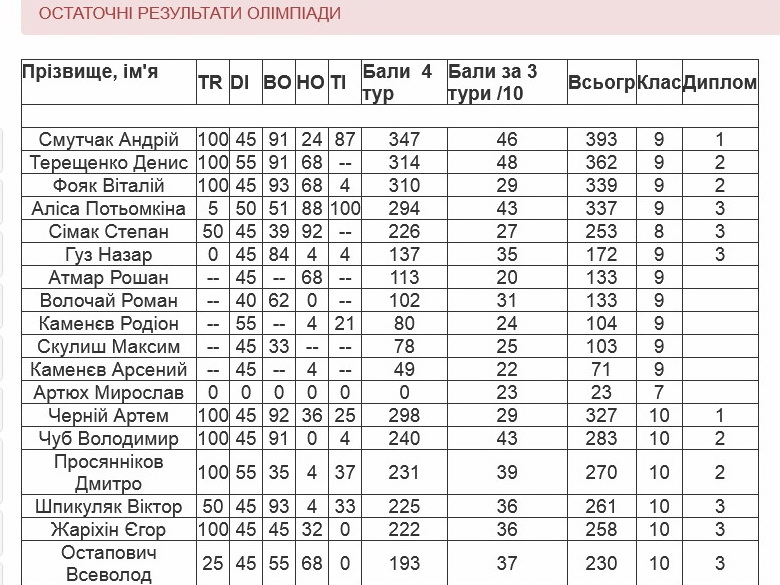 ОСТАТОЧНІ РЕЗУЛЬТАТИ ОЛІМПІАДИ
Прізвище, ім'я TR DI BO HO TI Бали 4 тур Бали за 3 тури /10 Всьогр Клас Диплом
Смутчак Андрій 100 45 91 24 87 347 46 393 9 1
Терещенко Денис 100 55 91 68 -- 314 48 362 9 2
Фояк Віталій 100 45 93 68 4 310 29 339 9 2
Аліса Потьомкіна 5 50 51 88 100 294 43 337 9 3
Сімак Степан 50 45 39 92 -- 226 27 253 8 3
Гуз Назар 0 45 84 4 4 137 35 172 9 3
Атмар Рошан -- 45 -- 68 -- 113 20 133 9
Волочай Роман -- 40 62 0 -- 102 31 133 9
Каменєв Родіон -- 55 -- 4 21 80 24 104 9
Скулиш Максим -- 45 33 -- -- 78 25 103 9
Каменєв Арсений -- 45 -- 4 -- 49 22 71 9
Артюх Мирослав 0 0 0 0 0 0 23 23 7
Черній Артем 100 45 92 36 25 298 29 327 10 1
Чуб Володимир 100 45 91 0 4 240 43 283 10 2
Просянніков Дмитро 100 55 35 4 37 231 39 270 10 2
Шпикуляк Віктор 50 45 93 4 33 225 36 261 10 3
Жаріхін Єгор 100 45 45 32 0 222 36 258 10 3
Остапович Всеволод 25 45 55 68 0 193 37 230 10 3